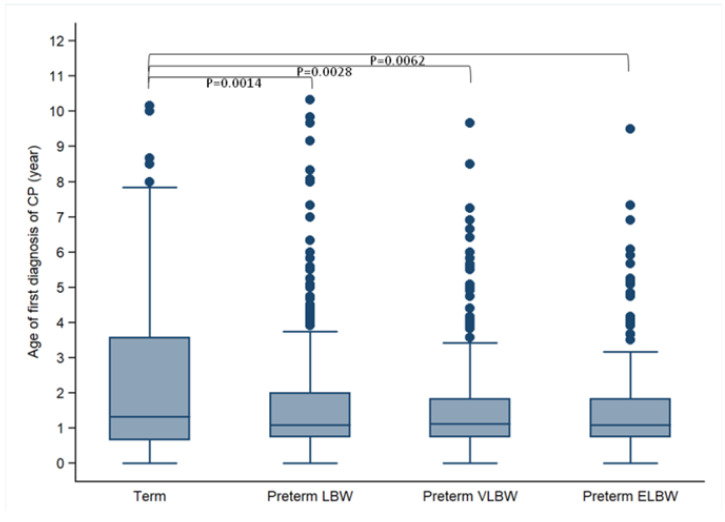 12
11
10
9
8
7
6
5
4
3
2
1
0
Age of first diagnosis of CP (year)
P=0.0062
P=0.0028
P=0.0014
Term
Preterm LBW
Preterm VLBW
Preterm ELBW